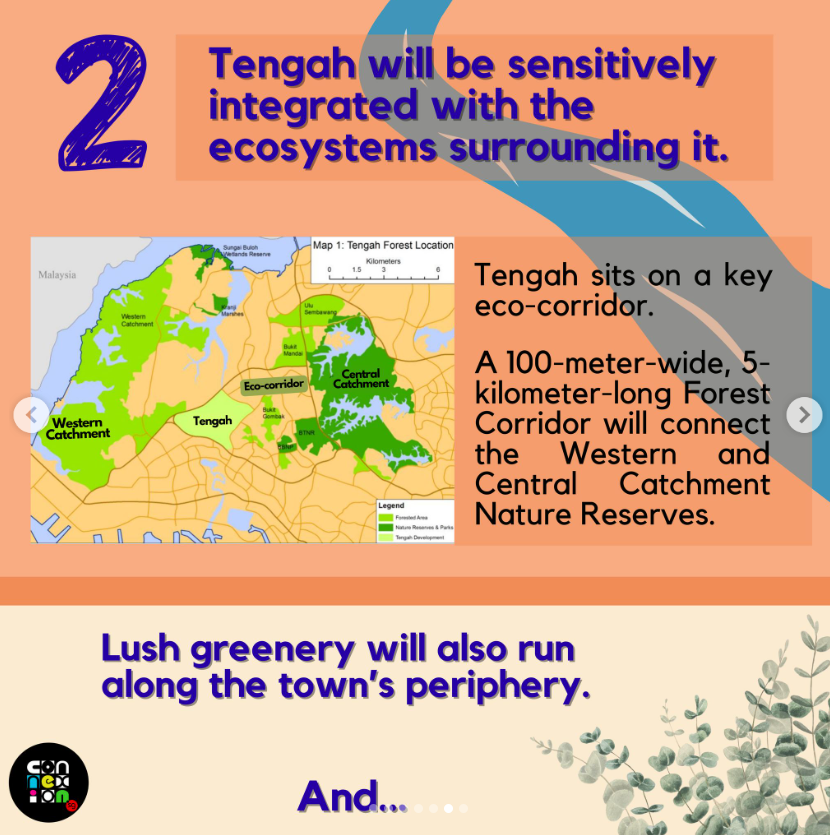 2
Tengah will be sensitively
integrated with the
ecosystems surrounding it.
Map 1: Tengah Forest Location
Kilometers
0 1.5 3 6
Malaysia
Sungai Buloh
Wetlands Reserve
Western
Catchment
Kranji
Marshes
Ulu
Sembawang
Bukit
Mandai
Central
Catchment
Eco-corridor
Western
Catchment
Tengah
Bukit
Gombak
BTNR
Legend
Forested Area
Nature Reserves & Parks
Tengah Development
Tengah sits on a key
eco-corridor.
A 100-meter-wide, 5-
kilometer-long Forest
Corridor will connect
the Western and
Central Catchment
Nature Reserves.
Lush greenery will also run
along the town's periphery.
And...
con
nex
ion